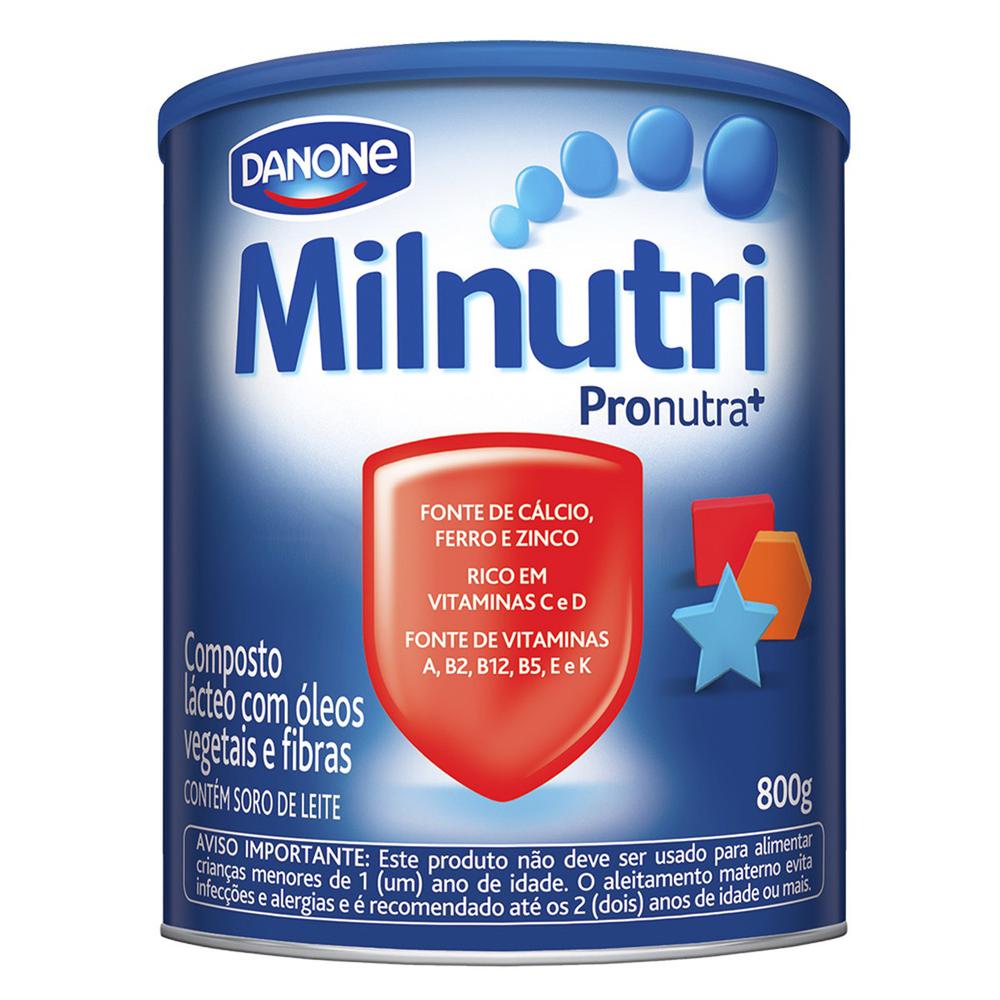 DANONE
Milnutri
Pronutra+
FONTE DE CÁLCIO,
FERRO E ZINCO
RICO EM
VITAMINAS C e D
FONTE DE VITAMINAS
A, B2, B12, B5, E e K
Composto
lácteo com óleos
vegetais e fibras
CONTÉM SORO DE LEITE
800g
AVISO IMPORTANTE: Este produto não deve ser usado para alimentar
crianças menores de 1 (um) ano de idade. O aleitamento materno evita
infecções e alergias e é recomendado até os 2 (dois) anos de idade ou mais.